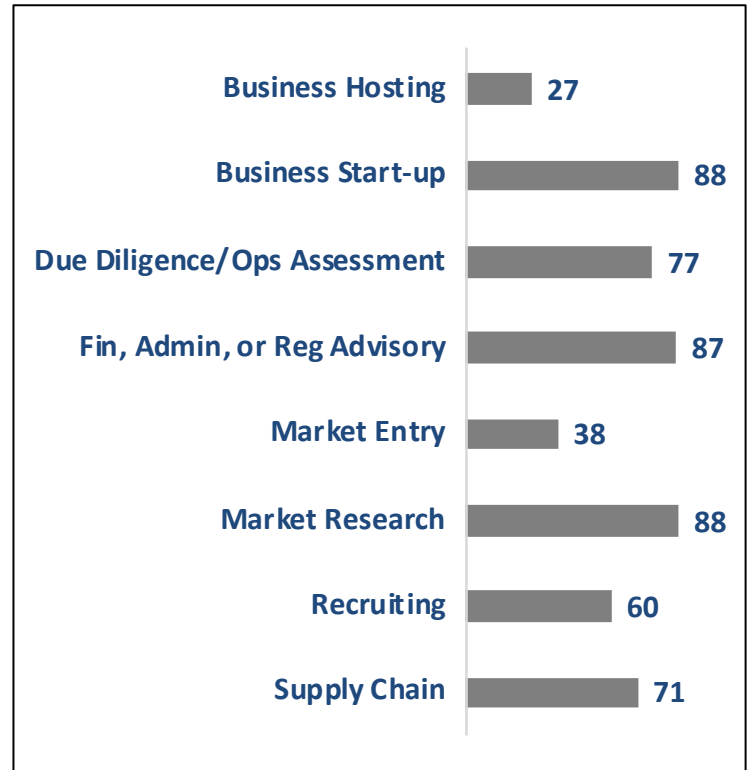 Business Hosting 27
Business Start-up 88
Due Diligence/Ops Assessment 77
Fin, Admin, or Reg Advisory 87
Market Entry 38
Market Research 88
Recruiting 60
Supply Chain 71